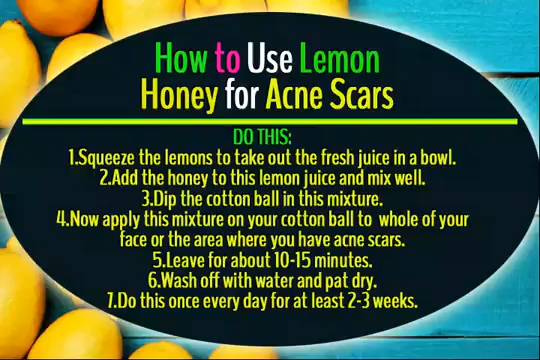 How to Use Lemon
Honey for Acne Scars
DO THIS:
1.Squeeze the lemons to take out the fresh juice in a bowl.
2.Add the honey to this lemon juice and mix well.
3.Dip the cotton ball in this mixture.
4.Now apply this mixture on your cotton ball to whole of your
face or the area where you have acne scars.
5.Leave for about 10-15 minutes.
6.Wash off with water and pat dry.
7.Do this once every day for at least 2-3 weeks.